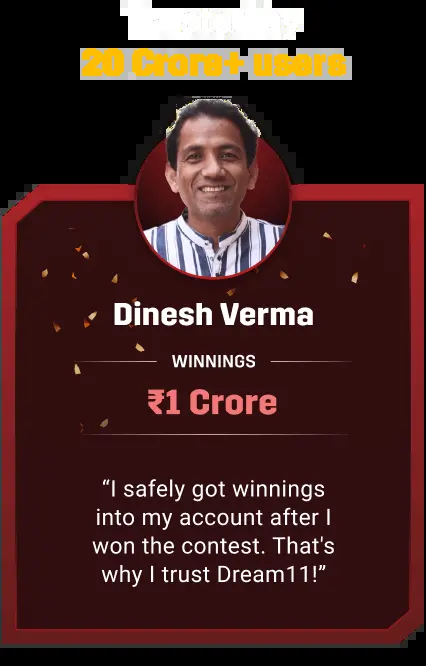 20 Crore+ users
Dinesh Verma
WINNINGS
₹1 Crore
“I safely got winnings
into my account after I
won the contest. That's
why I trust Dream11!”